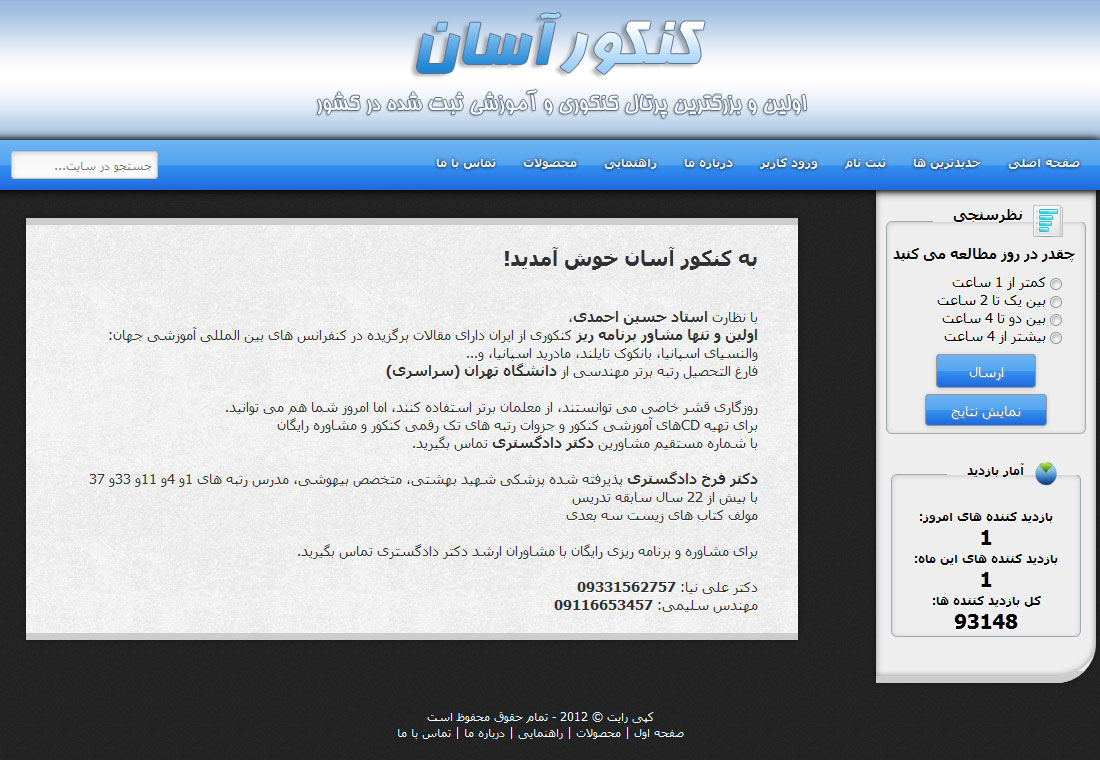 کنکور آسان
اولین و بزرگترین پرتال کنکوری و آموزشی ثبت شده در کشور
صفحه اصلی
جدیدترین ها
ثبت نام
ورود کاربر
درباره ما
راهنمایی
محصولات
تماس با ما
جستجو در سایت...
نظرسنجی
چقدر در روز مطالعه می کنید
کمتر از 1 ساعت
بین یک تا 2 ساعت
بین دو تا 4 ساعت
بیشتر از 4 ساعت
ارسال
نمایش نتایج
آمار بازدید
بازدید کننده های امروز:
1
بازدید کننده های این ماه:
1
کل بازدید کننده ها:
93148
به کنکور آسان خوش آمدید!
با نظارت استاد حسین احمدی،
اولین و تنها مشاور برنامه ریز کنکوری از ایران دارای مقالات برگزیده در کنفرانس های بین المللی آموزشی جهان:
والنسیای اسپانیا، بانکوک تایلند، مادرید اسپانیا، و...
فارغ التحصیل رتبه برتر مهندسی از دانشگاه تهران (سراسری)
روزگاری قشر خاصی می توانستند، از معلمان برتر استفاده کنند، اما امروز شما هم می توانید.
برای تهیه CDهای آموزشی کنکور و جزوات رتبه های تک رقمی کنکور و مشاوره رایگان
با شماره مستقیم مشاورین دکتر دادگستری تماس بگیرید.
دکتر فرخ دادگستری پذیرفته شده پزشکی شهید بهشتی، متخصص بیهوشی، مدرس رتبه های 1و 4و 11و 33و 37
با بیش از 22 سال سابقه تدریس
مولف کتاب های زیست سه بعدی
برای مشاوره و برنامه ریزی رایگان با مشاوران ارشد دکتر دادگستری تماس بگیرید.
دکتر علی نیا: 09331562757
مهندس سلیمی: 09116653457
کپی رایت © 2012 - تمام حقوق محفوظ است
صفحه اول | محصولات | راهنمایی | درباره ما | تماس با ما